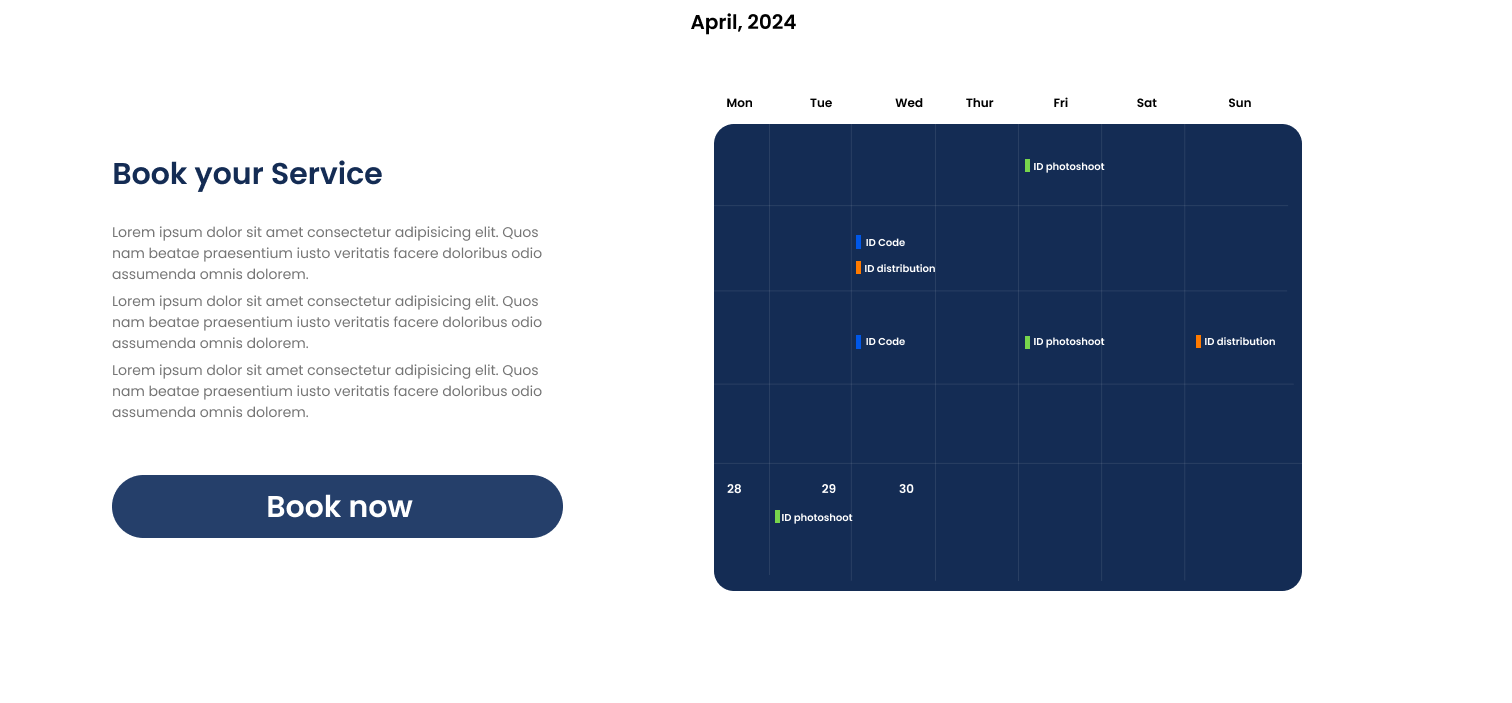 April, 2024
Mon Tue Wed Thur Fri Sat Sun
Book your Service
Lorem ipsum dolor sit amet consectetur adipisicing elit. Quos
nam beatae praesentium iusto veritatis facere doloribus odio
assumenda omnis dolorem.
Lorem ipsum dolor sit amet consectetur adipisicing elit. Quos
nam beatae praesentium iusto veritatis facere doloribus odio
assumenda omnis dolorem.
Lorem ipsum dolor sit amet consectetur adipisicing elit. Quos
nam beatae praesentium iusto veritatis facere doloribus odio
assumenda omnis dolorem.
Book now
ID photoshoot
ID Code
ID distribution
ID Code ID photoshoot ID distribution
28 29 30
ID photoshoot